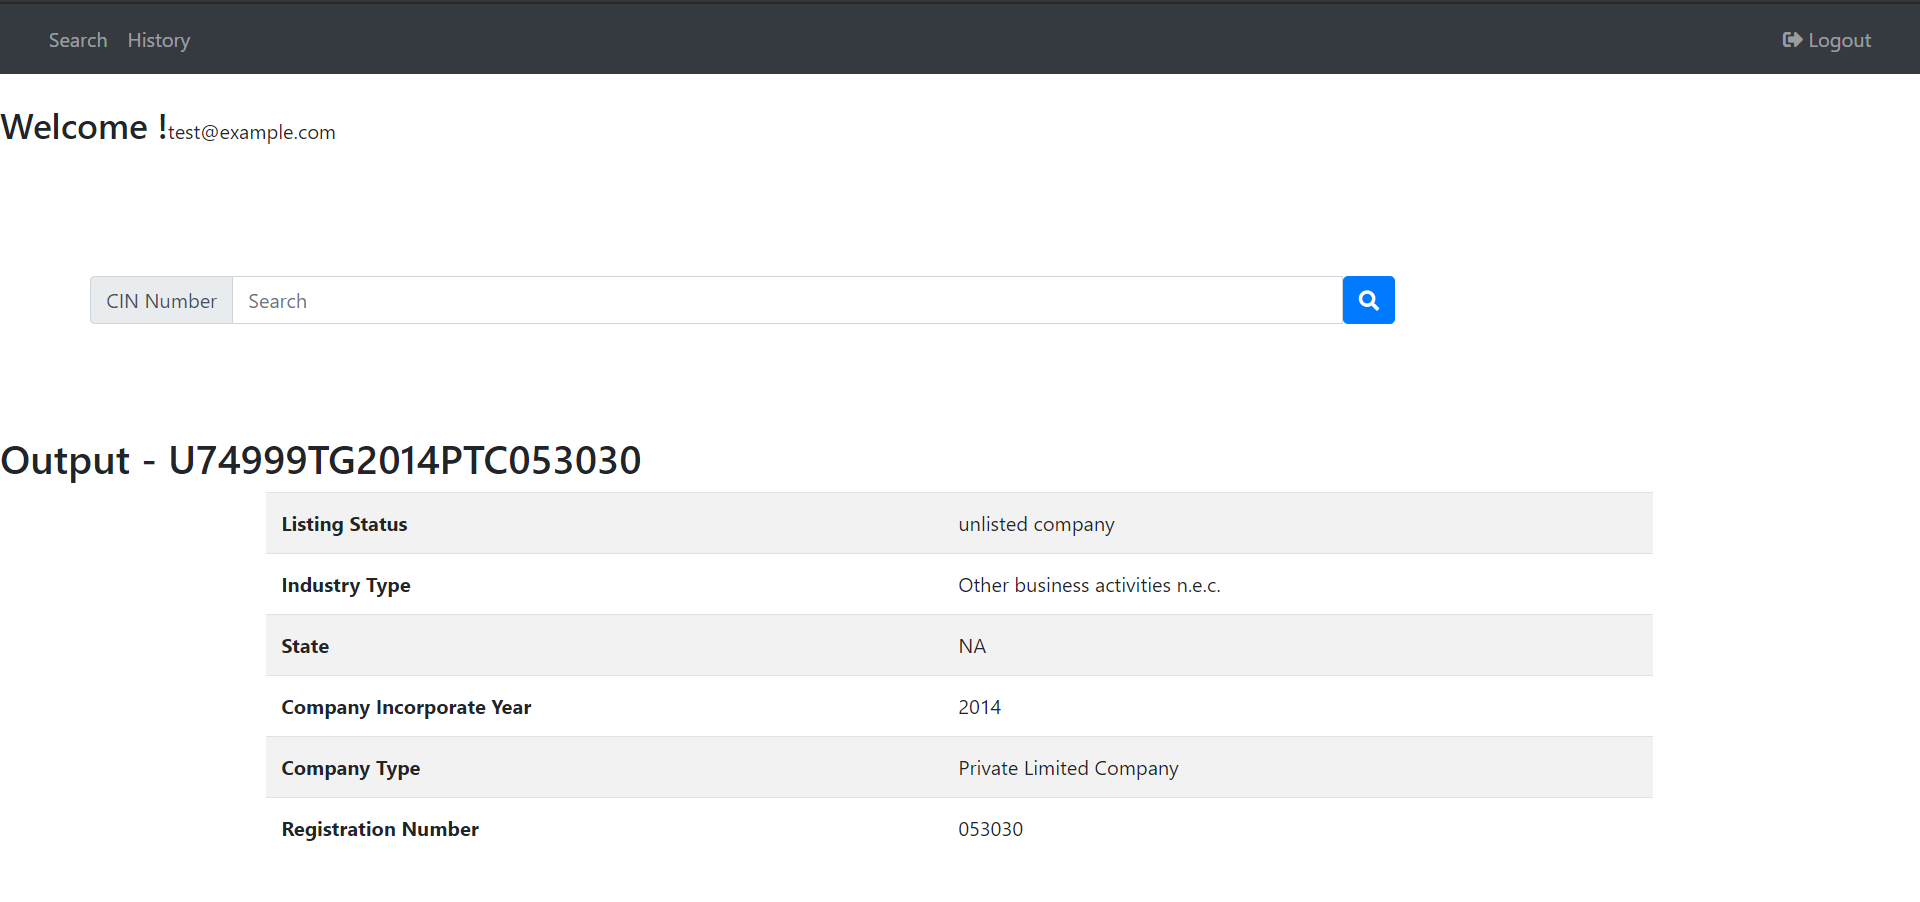 Search History Logout
Welcome !test@example.com
CIN Number Search
Output - U74999TG2014PTC053030
Listing Status unlisted company
Industry Type Other business activities n.e.c.
State NA
Company Incorporate Year 2014
Company Type Private Limited Company
Registration Number 053030